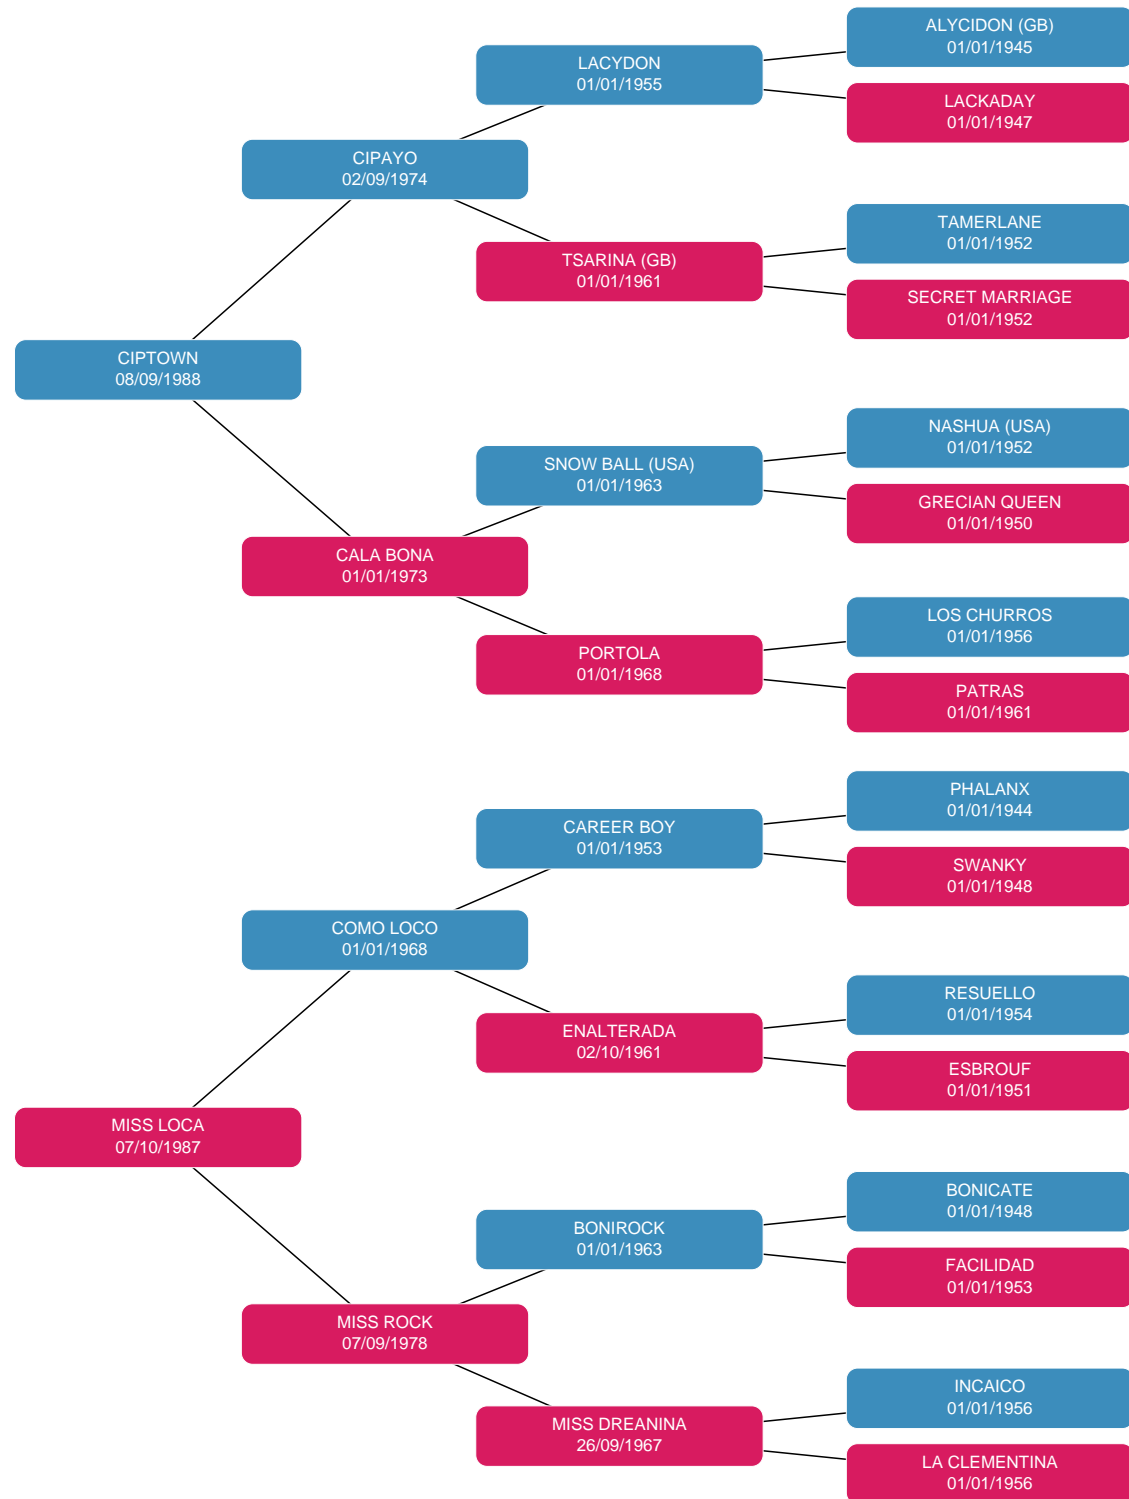 ALYCIDON (GB)
01/01/1945
LACYDON
01/01/1955
LACKADAY
01/01/1947
CIPAYO
02/09/1974
TAMERLANE
01/01/1952
TSARINA (GB)
01/01/1961
SECRET MARRIAGE
01/01/1952
CIPTOWN
08/09/1988
NASHUA (USA)
01/01/1952
SNOW BALL (USA)
01/01/1963
GRECIAN QUEEN
01/01/1950
CALA BONA
01/01/1973
LOS CHURROS
01/01/1956
PORTOLA
01/01/1968
PATRAS
01/01/1961
PHALANX
01/01/1944
CAREER BOY
01/01/1953
SWANKY
01/01/1948
COMO LOCO
01/01/1968
RESUELLO
01/01/1954
ENALTERADA
02/10/1961
ESBROUF
01/01/1951
MISS LOCA
07/10/1987
BONICATE
01/01/1948
BONIROCK
01/01/1963
FACILIDAD
01/01/1953
MISS ROCK
07/09/1978
INCAICO
01/01/1956
MISS DREANINA
26/09/1967
LA CLEMENTINA
01/01/1956